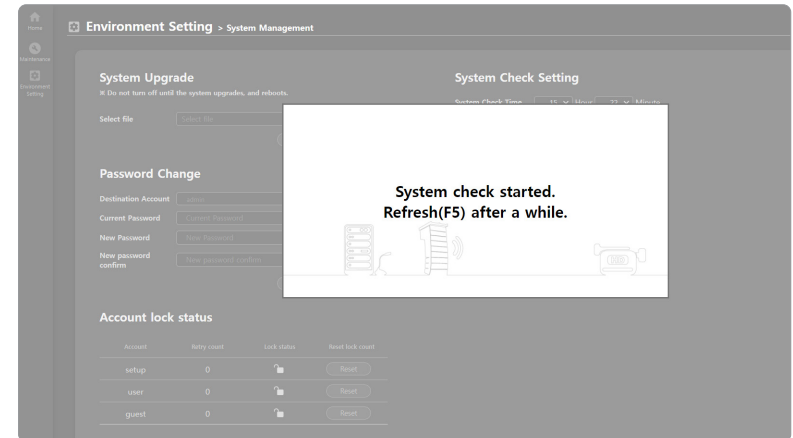 Home
Environment Setting > System Management
Maintenance
Environment
Setting
System Upgrade
※ Do not turn off until the system upgrades, and reboots.
Select file
Select file
System Check Setting
System Check Time 15 Hour 22 Minute
System check started.
Refresh(F5) after a while.
Password Change
Destination Account
Current Password Current Password
New Password New Password
New password
confirm
New password confirm
Account lock status
Account Retry count Lock status Reset lock count
setup 0 Reset
user 0 Reset
guest 0 Reset